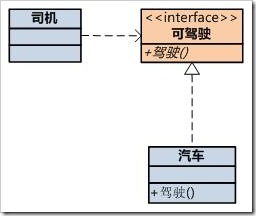 司机
<<interface>>
可驾驶
+驾驶()
汽车
+驾驶()